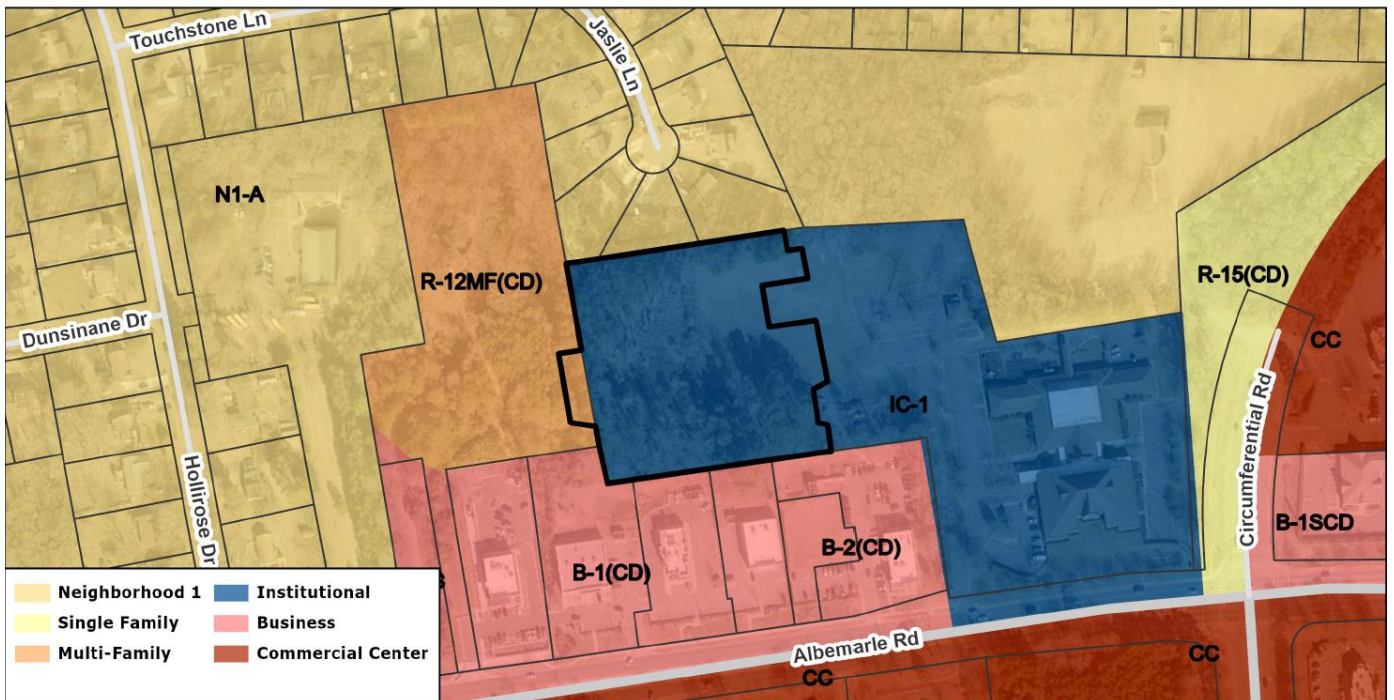 Touchstone Ln
Jaslie Ln
N1-A
R-12MF(CD)
R-15(CD)
Dunsinane Dr
CC
IC-1
Circumferential Rd
Hollirose Dr
B-1SCD
B-2(CD)
B-1(CD)
Neighborhood 1
Institutional
Single Family
Business
Multi-Family
Commercial Center
Albemarle Rd
CC
CC